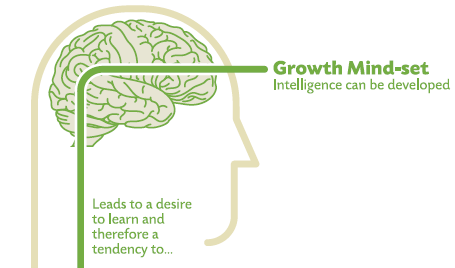 Growth Mind-set
Intelligence can be developed
Leads to a desire
to learn and
therefore a
tendency to...